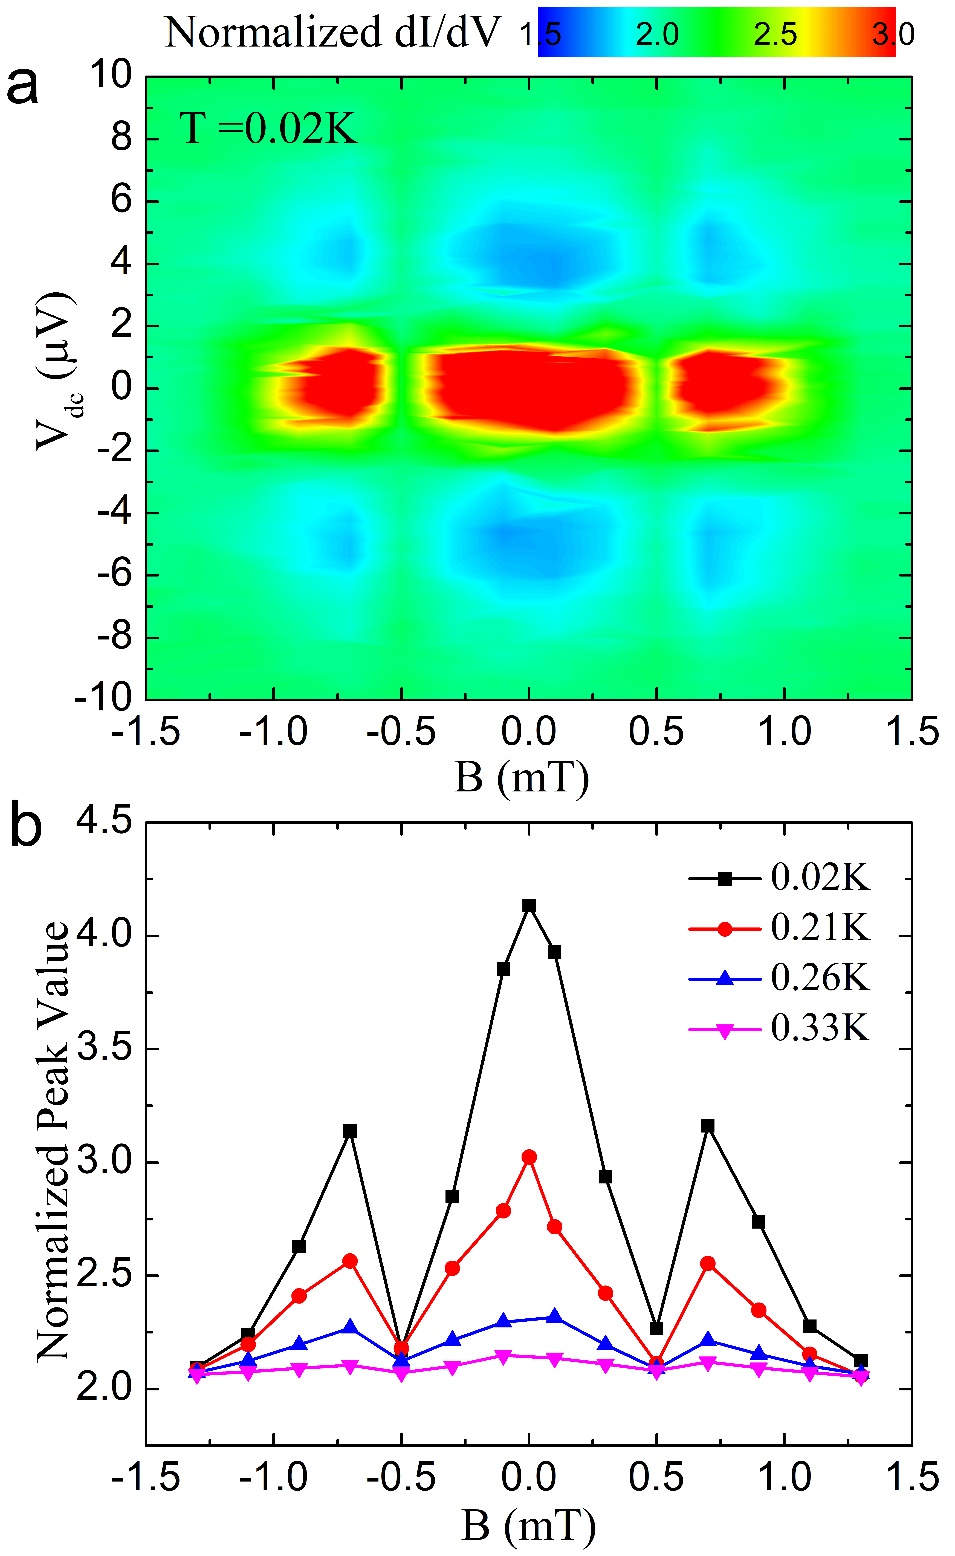 Normalized dI/dV
1.5 2.0 2.5 3.0
a
T =0.02K
10
8
6
4
2
0
-2
-4
-6
-8
-10
V_dc (μV)
-1.5 -1.0 -0.5 0.0 0.5 1.0 1.5
B (mT)
b
4.5
4.0
3.5
3.0
2.5
2.0
Normalized Peak Value
0.02K
0.21K
0.26K
0.33K
-1.5 -1.0 -0.5 0.0 0.5 1.0 1.5
B (mT)